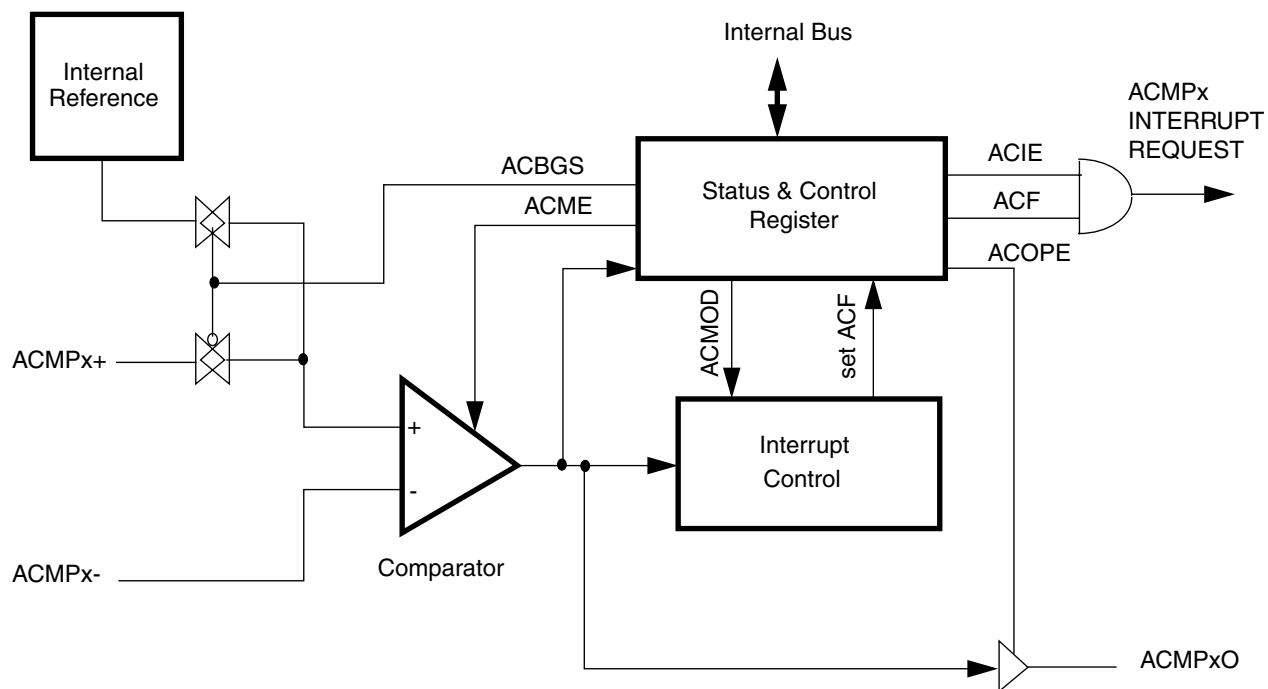 Internal Bus
Internal
Reference
ACMPx
INTERRUPT
REQUEST
ACBGS
ACME
Status & Control
Register
ACIE
ACF
ACOPE
ACMOD
set ACF
ACMPx+
+
-
Interrupt
Control
Comparator
ACMPx-
ACMPxO